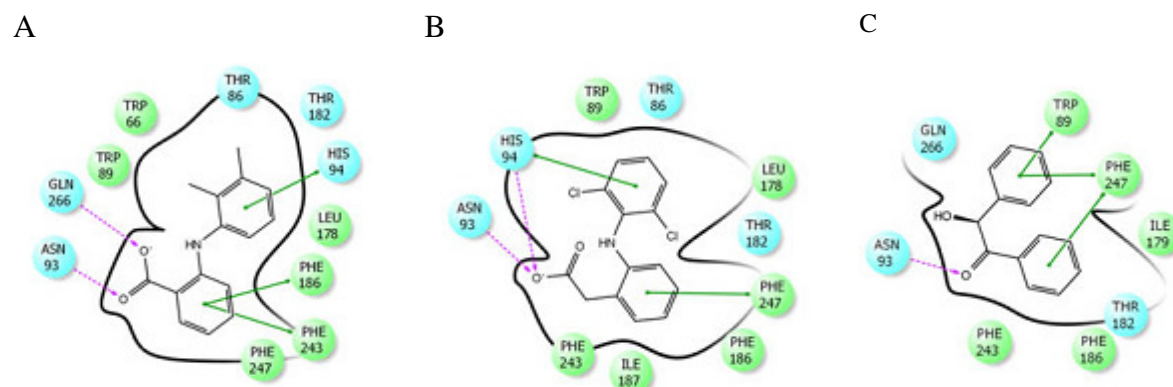 A
B
C
THR
86
THR
182
TRP
66
TRP
89
HIS
94
GLN
266
LEU
178
ASN
93
O-
O
HN
PHE
186
PHE
243
PHE
247
TRP
89
THR
86
HIS
94
Cl
LEU
178
ASN
93
Cl
THR
182
HN
O
O-
PHE
247
PHE
243
ILE
187
PHE
186
TRP
89
GLN
266
PHE
247
HO
ILE
179
ASN
93
O
THR
182
PHE
243
PHE
186